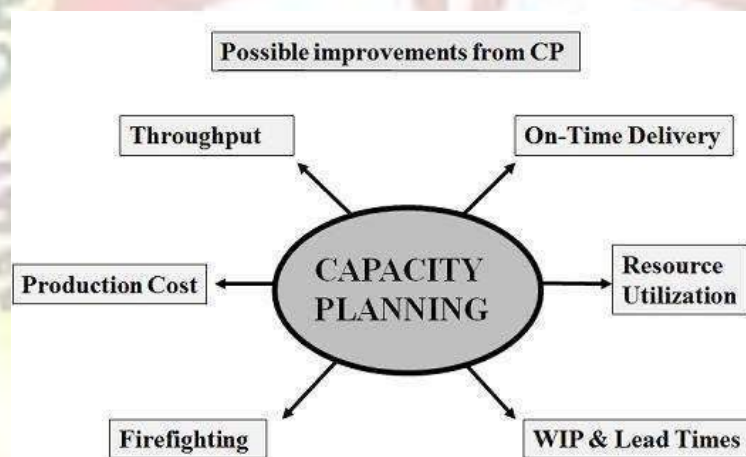 Possible improvements from CP
Throughput
On-Time Delivery
CAPACITY
PLANNING
Production Cost
Resource
Utilization
Firefighting
WIP & Lead Times